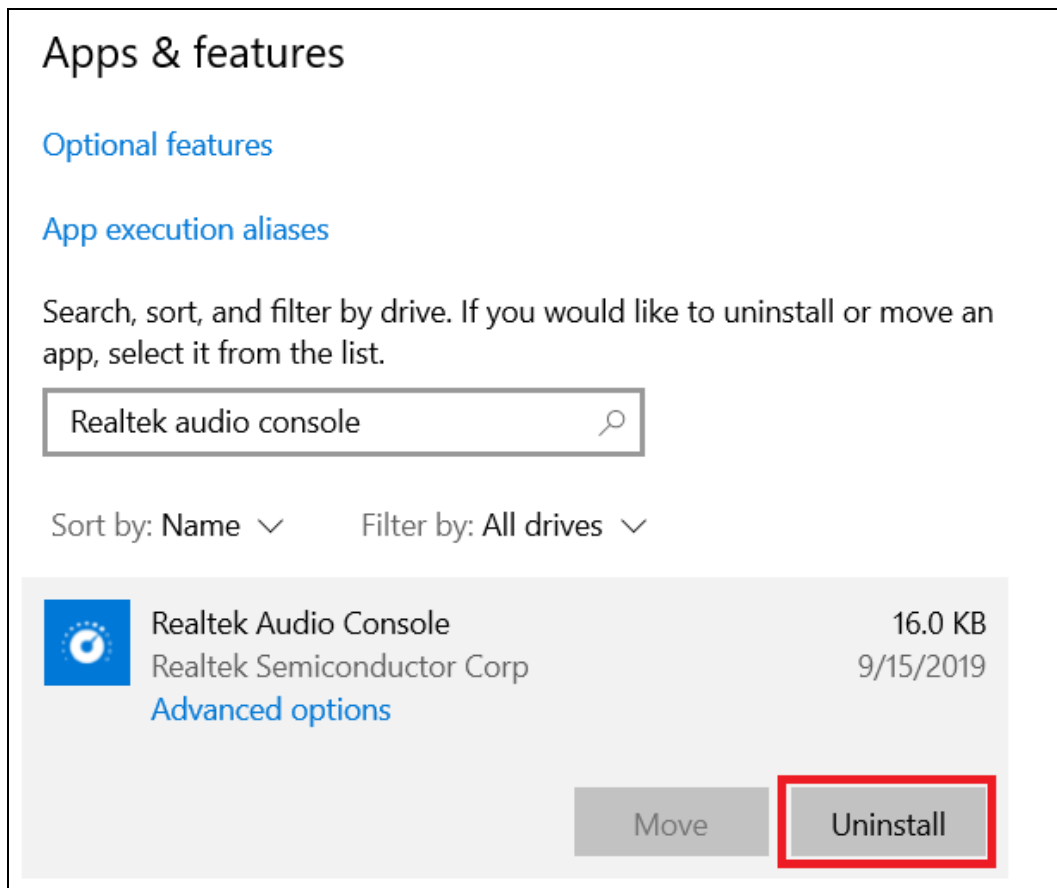 Apps & features
Optional features
App execution aliases
Search, sort, and filter by drive. If you would like to uninstall or move an
app, select it from the list.
Realtek audio console
Sort by: Name Filter by: All drives
Realtek Audio Console 16.0 KB
Realtek Semiconductor Corp 9/15/2019
Advanced options
Move Uninstall